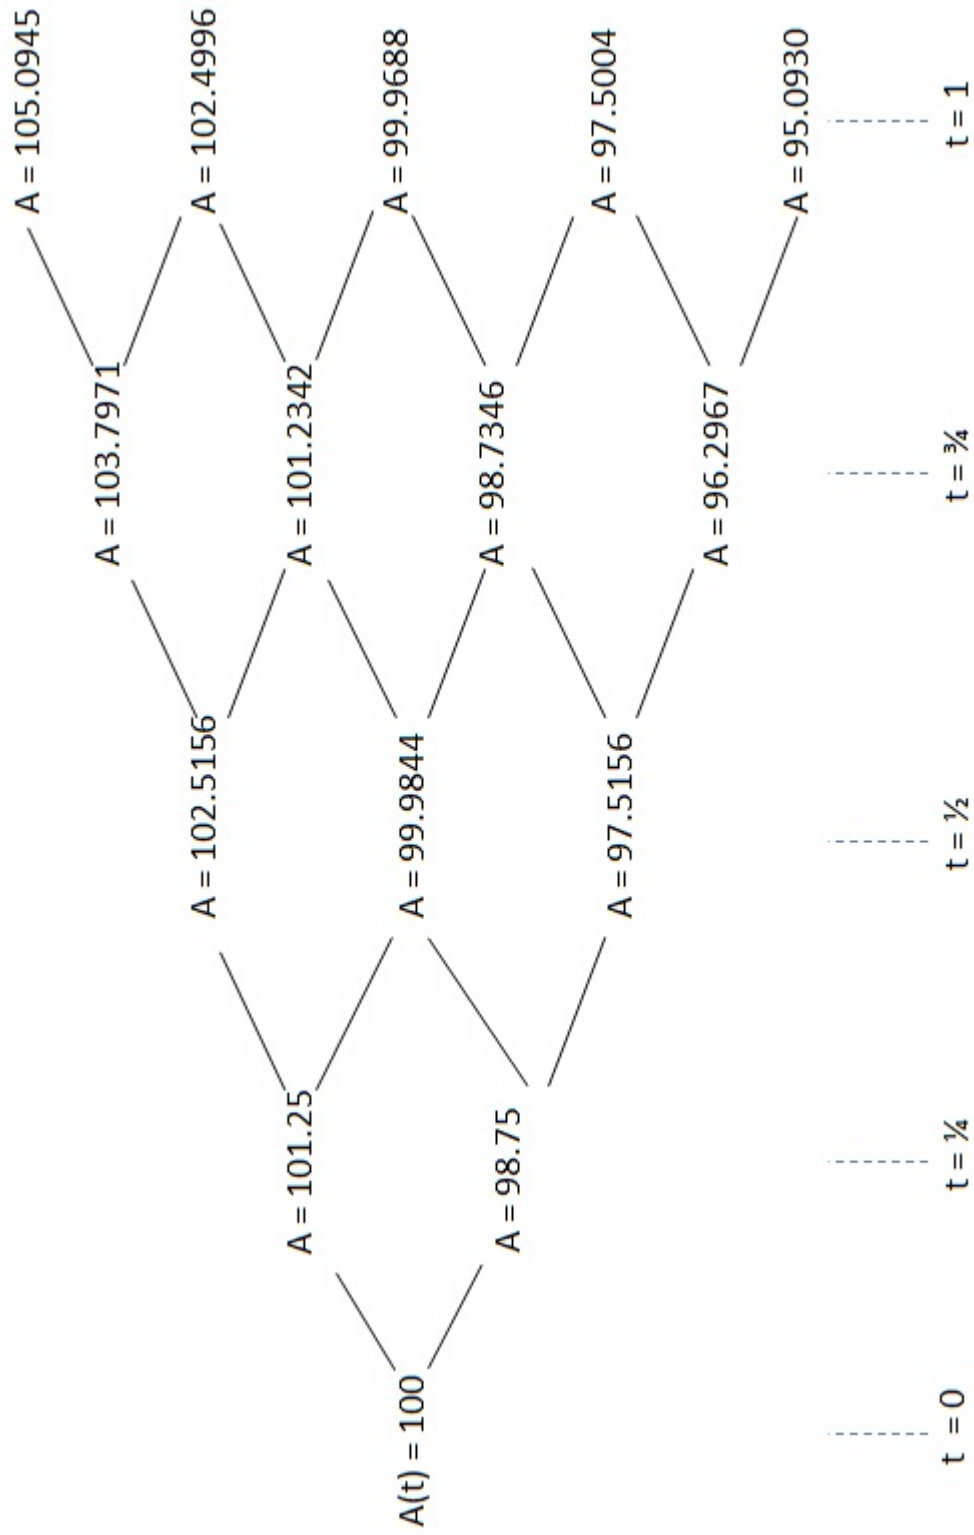 A = 105.0945
A = 103.7971
A = 102.4996
A = 102.5156
A = 101.2342
A = 101.25
A = 99.9688
A(t) = 100
A = 99.9844
A = 98.7346
A = 98.75
A = 97.5004
A = 97.5156
A = 96.2967
A = 95.0930
t = 0
t = ¼
t = ½
t = ¾
t = 1